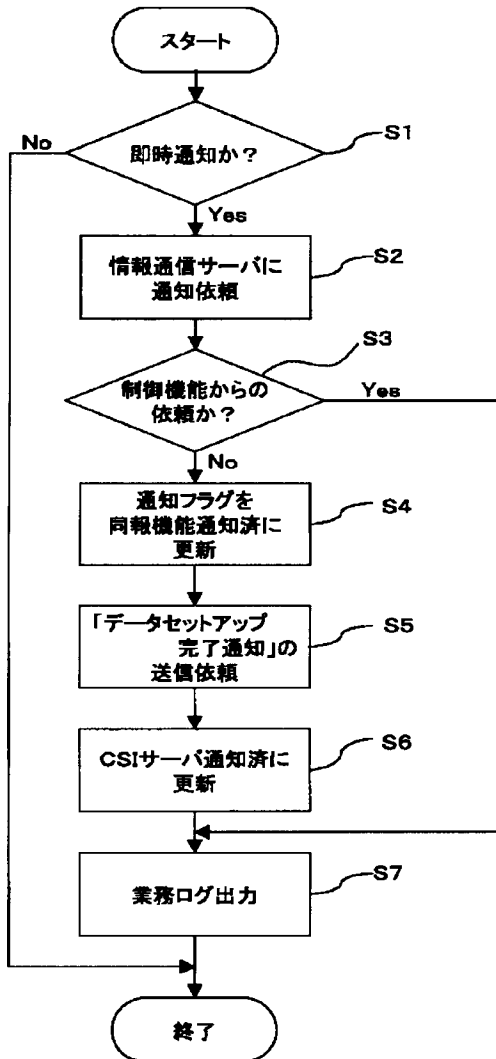 スタート
No
即時通知か?
S1
Yes
情報通信サーバに
通知依頼
S2
S3
制御機能からの
依頼か?
Yes
No
通知フラグを
同報機能通知済に
更新
S4
「データセットアップ
完了通知」の
送信依頼
S5
CSIサーバ通知済に
更新
S6
業務ログ出力
S7
終了